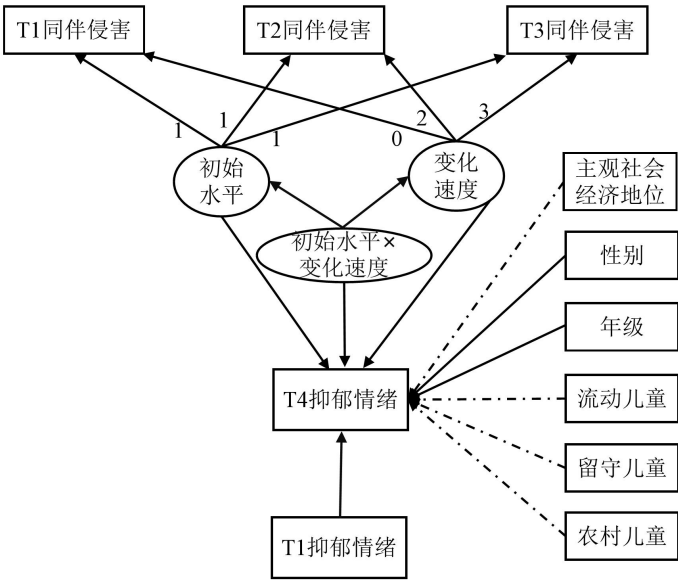 T1同伴侵害
T2同伴侵害
T3同伴侵害
1
1
1
0
2
3
初始
水平
变化
速度
初始水平×
变化速度
主观社会
经济地位
性别
年级
流动儿童
留守儿童
农村儿童
T4抑郁情绪
T1抑郁情绪